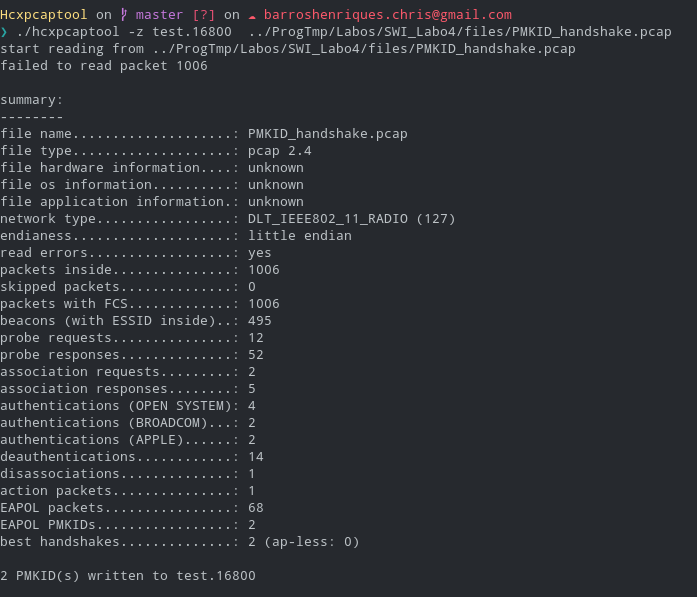 Hcxpcaptool on master [?] on barroshenriques.chris@gmail.com
❯ ./hcxpcaptool -z test.16800  ../ProgTmp/Labos/SWI_Labo4/files/PMKID_handshake.pcap
start reading from ../ProgTmp/Labos/SWI_Labo4/files/PMKID_handshake.pcap
failed to read packet 1006
summary:
--------
file name....................: PMKID_handshake.pcap
file type....................: pcap 2.4
file hardware information....: unknown
file os information..........: unknown
file application information.: unknown
network type.................: DLT_IEEE802_11_RADIO (127)
endianess....................: little endian
read errors..................: yes
packets inside...............: 1006
skipped packets..............: 0
packets with FCS.............: 1006
beacons (with ESSID inside)..: 495
probe requests...............: 12
probe responses..............: 52
association requests.........: 2
association responses........: 5
authentications (OPEN SYSTEM): 4
authentications (BROADCOM)...: 2
authentications (APPLE)......: 2
deauthentications............: 14
disassociations..............: 1
action packets...............: 1
EAPOL packets................: 68
EAPOL PMKIDs.................: 2
best handshakes..............: 2 (ap-less: 0)
2 PMKID(s) written to test.16800